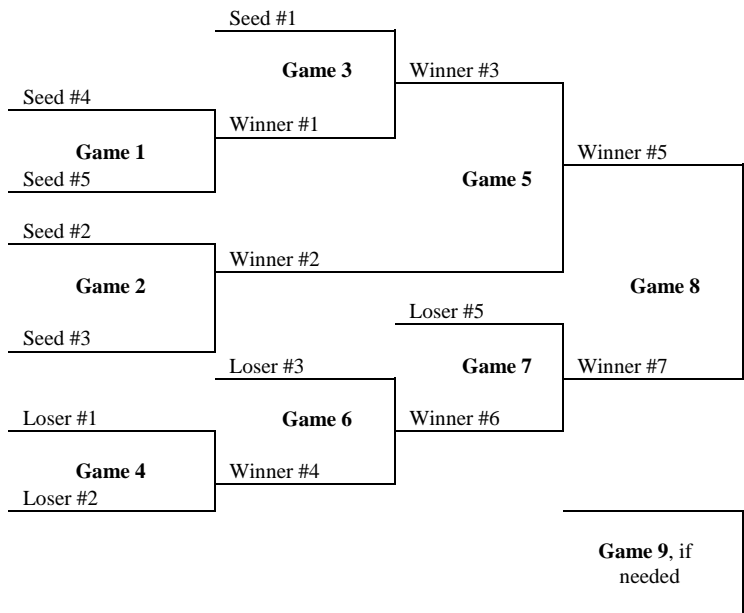 Seed #1
Game 3
Winner #3
Seed #4
Winner #1
Game 1
Winner #5
Seed #5
Game 5
Seed #2
Winner #2
Game 2
Game 8
Loser #5
Seed #3
Loser #3
Game 7
Winner #7
Loser #1
Game 6
Winner #6
Game 4
Winner #4
Loser #2
Game 9, if
needed